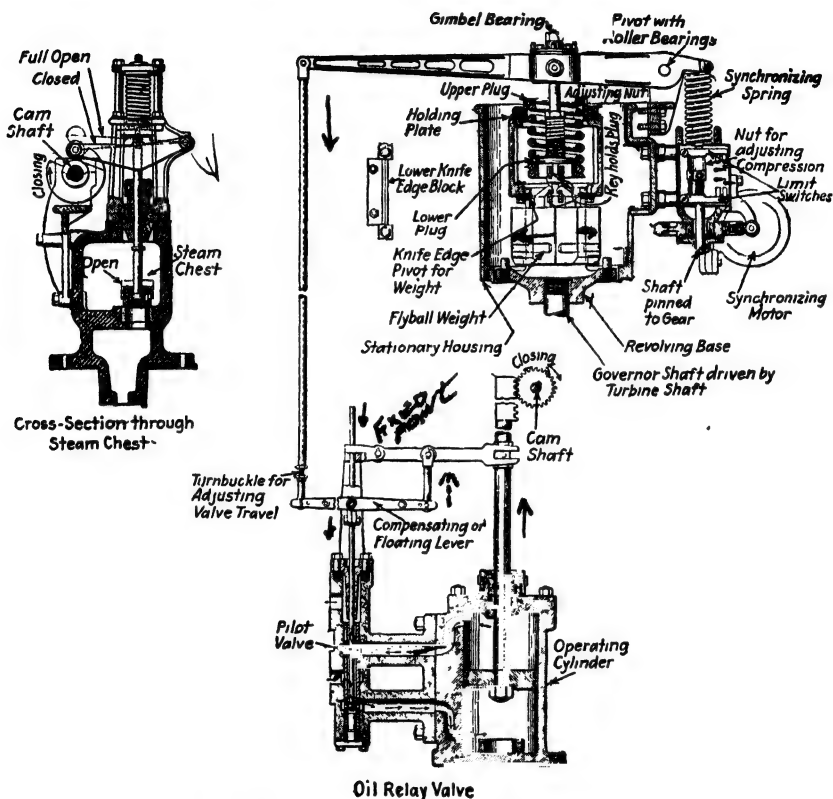 Gimbel Bearing
Pivot with
Roller Bearings
Full Open
Closed
Cam
Shaft
Closing
Open
Steam
Chest
Cross-Section through
Steam Chest
Upper Plug
Adjusting Nut
Holding
Plate
Key holds Plug
Lower Knife
Edge Block
Lower
Plug
Knife Edge
Pivot for
Weight
Flyball Weight
Stationary Housing
Synchronizing
Spring
Nut for
adjusting
Compression
Limit
Switches
Shaft
pinned
to Gear
Synchronizing
Motor
Revolving Base
Governor Shaft driven by
Turbine Shaft
Closing
Cam
Shaft
Fixed
point
Turnbuckle for
Adjusting
Valve Travel
Compensating or
Floating Lever
Pilot
Valve
Operating
Cylinder
Oil Relay Valve